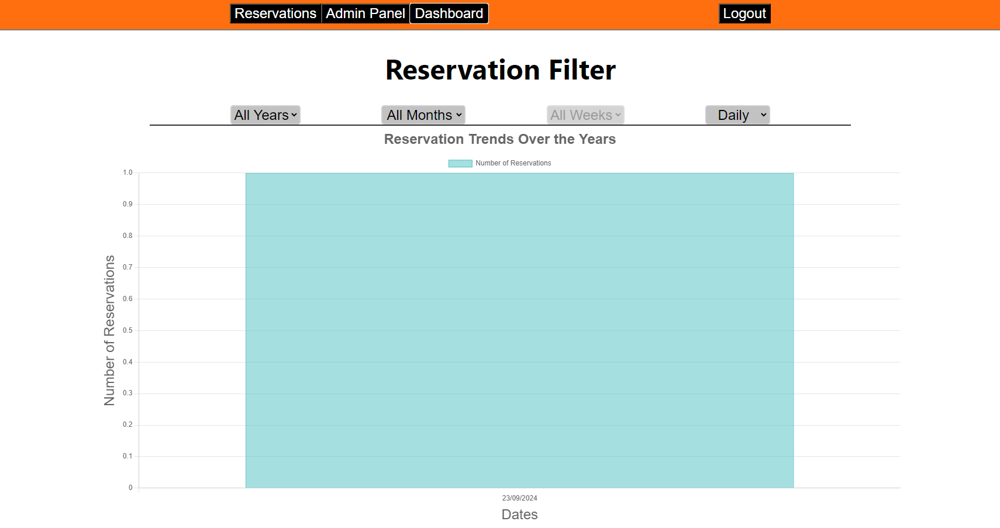 Reservations Admin Panel Dashboard Logout
Reservation Filter
All Years All Months All Weeks Daily
Reservation Trends Over the Years
Number of Reservations
1.0
0.9
0.8
0.7
0.6
0.5
0.4
0.3
0.2
0.1
0
Number of Reservations
23/09/2024
Dates